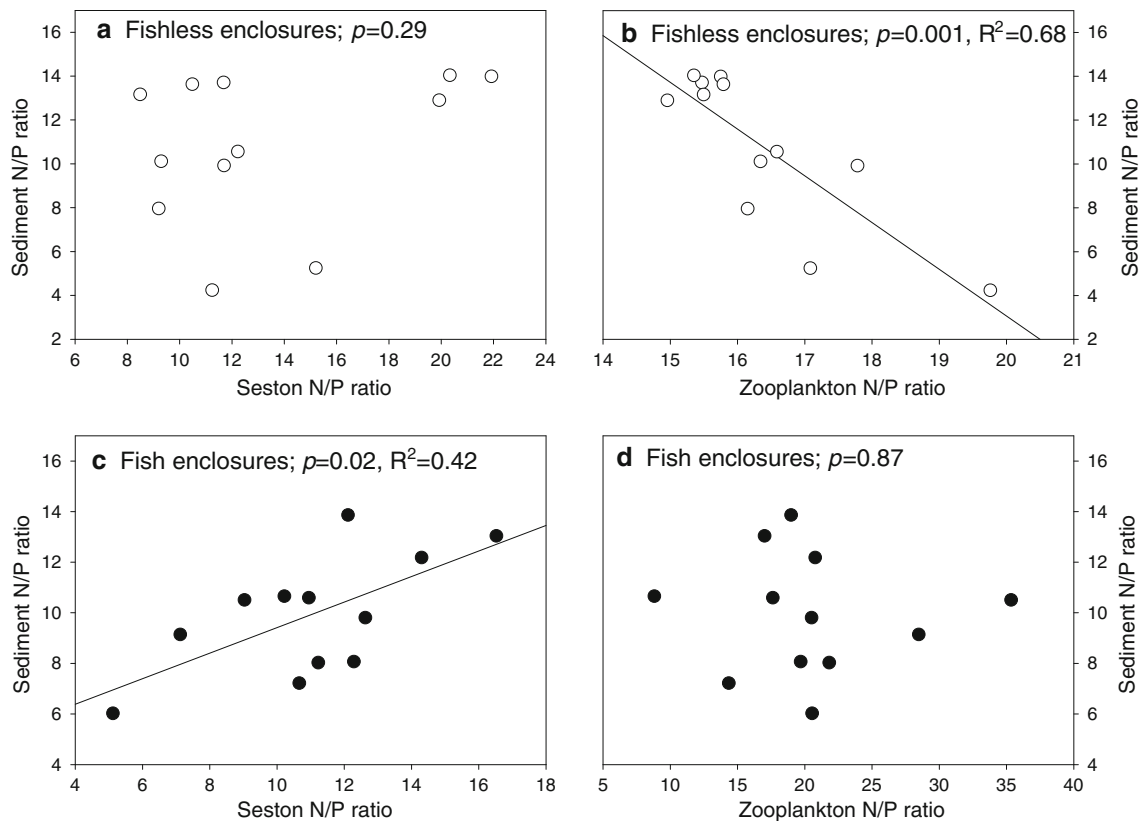 a Fishless enclosures; p=0.29
16
14
12
10
8
6
4
2
Sediment N/P ratio
6 8 10 12 14 16 18 20 22 24
Seston N/P ratio
b Fishless enclosures; p=0.001, R²=0.68
16
14
12
10
8
6
4
2
Sediment N/P ratio
14 15 16 17 18 19 20 21
Zooplankton N/P ratio
c Fish enclosures; p=0.02, R²=0.42
16
14
12
10
8
6
4
Sediment N/P ratio
4 6 8 10 12 14 16 18
Seston N/P ratio
d Fish enclosures; p=0.87
16
14
12
10
8
6
4
Sediment N/P ratio
5 10 15 20 25 30 35 40
Zooplankton N/P ratio